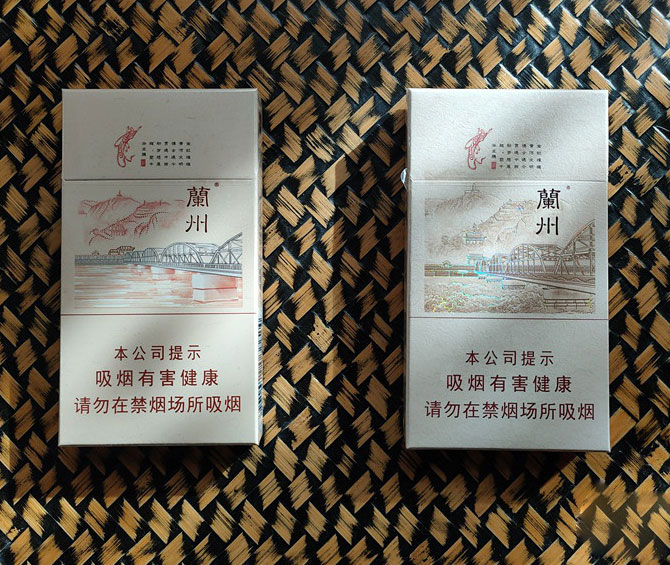 蘭州
本公司提示
吸烟有害健康
请勿在禁烟场所吸烟
蘭州
本公司提示
吸烟有害健康
请勿在禁烟场所吸烟